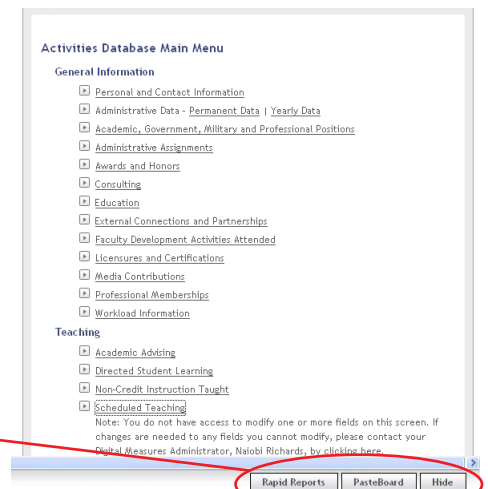 Activities Database Main Menu
General Information
Personal and Contact Information
Administrative Data - Permanent Data | Yearly Data
Academic, Government, Military and Professional Positions
Administrative Assignments
Awards and Honors
Consulting
Education
External Connections and Partnerships
Faculty Development Activities Attended
Licensures and Certifications
Media Contributions
Professional Memberships
Workload Information
Teaching
Academic Advising
Directed Student Learning
Non-Credit Instruction Taught
Scheduled Teaching
Note: You do not have access to modify one or more fields on this screen. If
changes are needed to any fields you cannot modify, please contact your
Digital Measures Administrator, Nalobi Richards, by clicking here.
Rapid Reports PasteBoard Hide